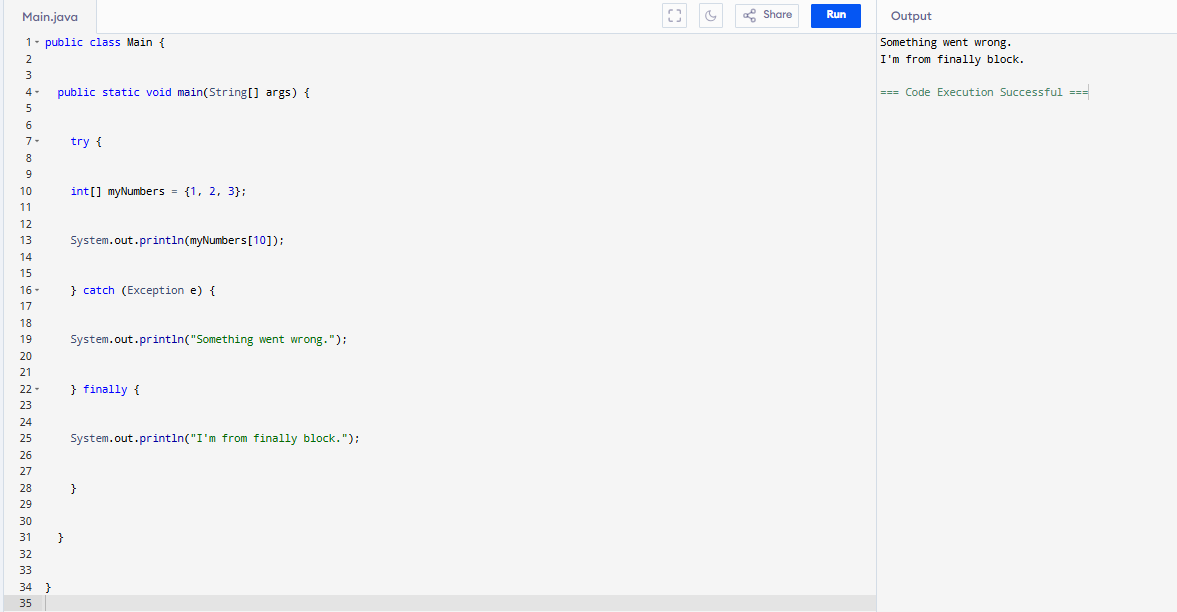 Main.java
Share
Run
Output
1 public class Main {
2
3
4 public static void main(String[] args) {
5
6
7 try {
8
9
10 int[] myNumbers = {1, 2, 3};
11
12
13 System.out.println(myNumbers[10]);
14
15
16 } catch (Exception e) {
17
18
19 System.out.println("Something went wrong.");
20
21
22 } finally {
23
24
25 System.out.println("I'm from finally block.");
26
27
28 }
29
30
31 }
32
33
34 }
35
Something went wrong.
I'm from finally block.
=== Code Execution Successful ===